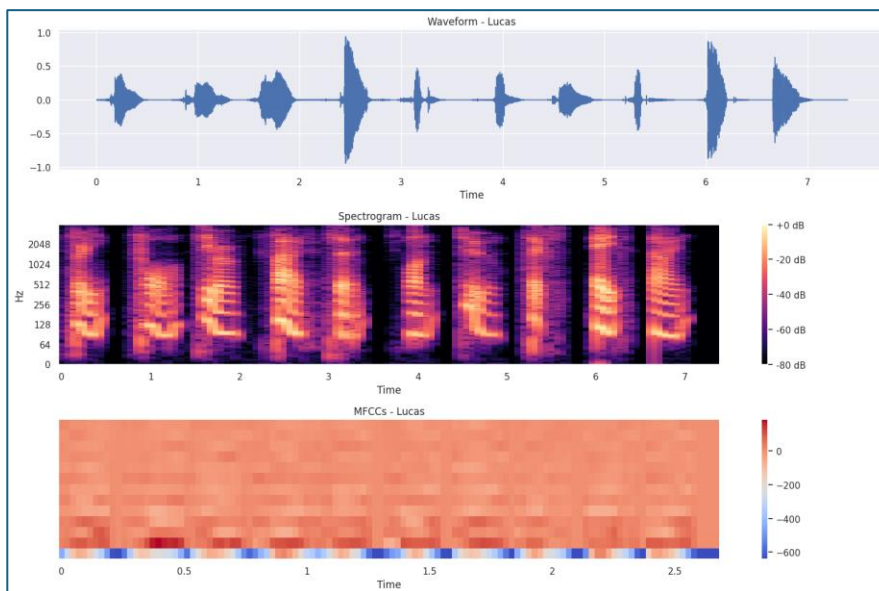 Waveform - Lucas
1.0
0.5
0.0
−0.5
−1.0
0 1 2 3 4 5 6 7
Time
Spectrogram - Lucas
2048
1024
512
256
128
64
0
Hz
0 1 2 3 4 5 6 7
Time
+0 dB
-20 dB
-40 dB
-60 dB
-80 dB
MFCCs - Lucas
0 0.5 1 1.5 2 2.5
Time
0
−200
−400
−600